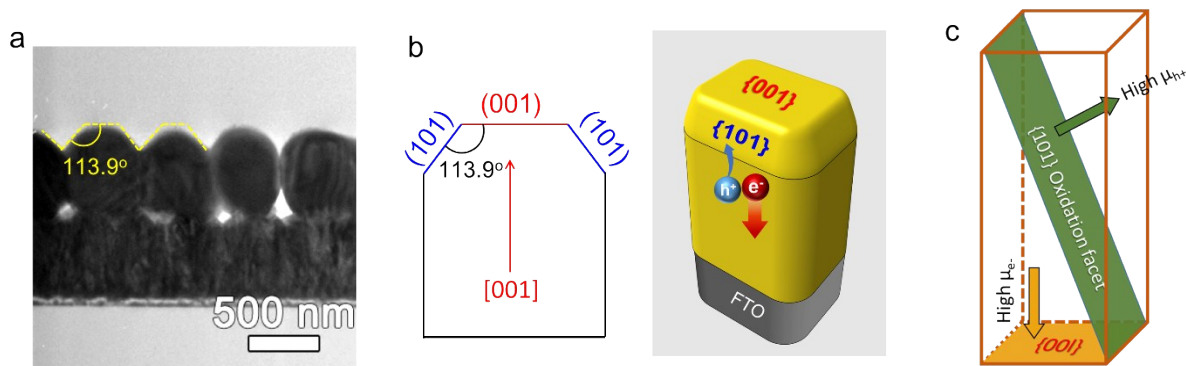 a
113.9°
500 nm
b
(001)
(101)
(101)
113.9°
[001]
{001}
{101}
h⁺
e⁻
FTO
c
High μh+
{101} Oxidation facet
High μe-
{00l}